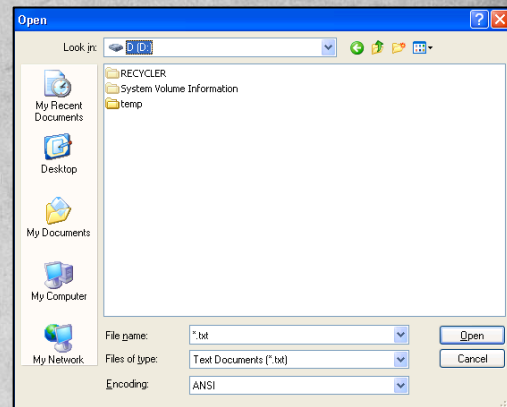 Open
Look in: D (D:)
RECYCLER
System Volume Information
temp
My Recent
Documents
Desktop
My Documents
My Computer
My Network
File name: *.txt Open
Files of type: Text Documents (*.txt) Cancel
Encoding: ANSI